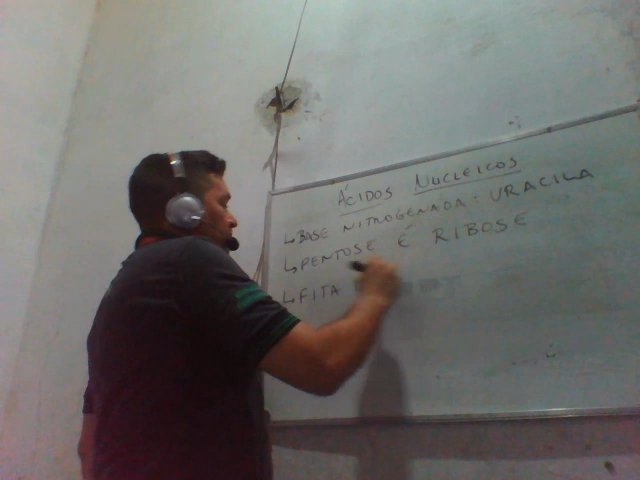 ÁCIDOS NUCLEICOS
↳BASE NITROGENADA: URACILA
↳PENTOSE É RIBOSE
↳FITA